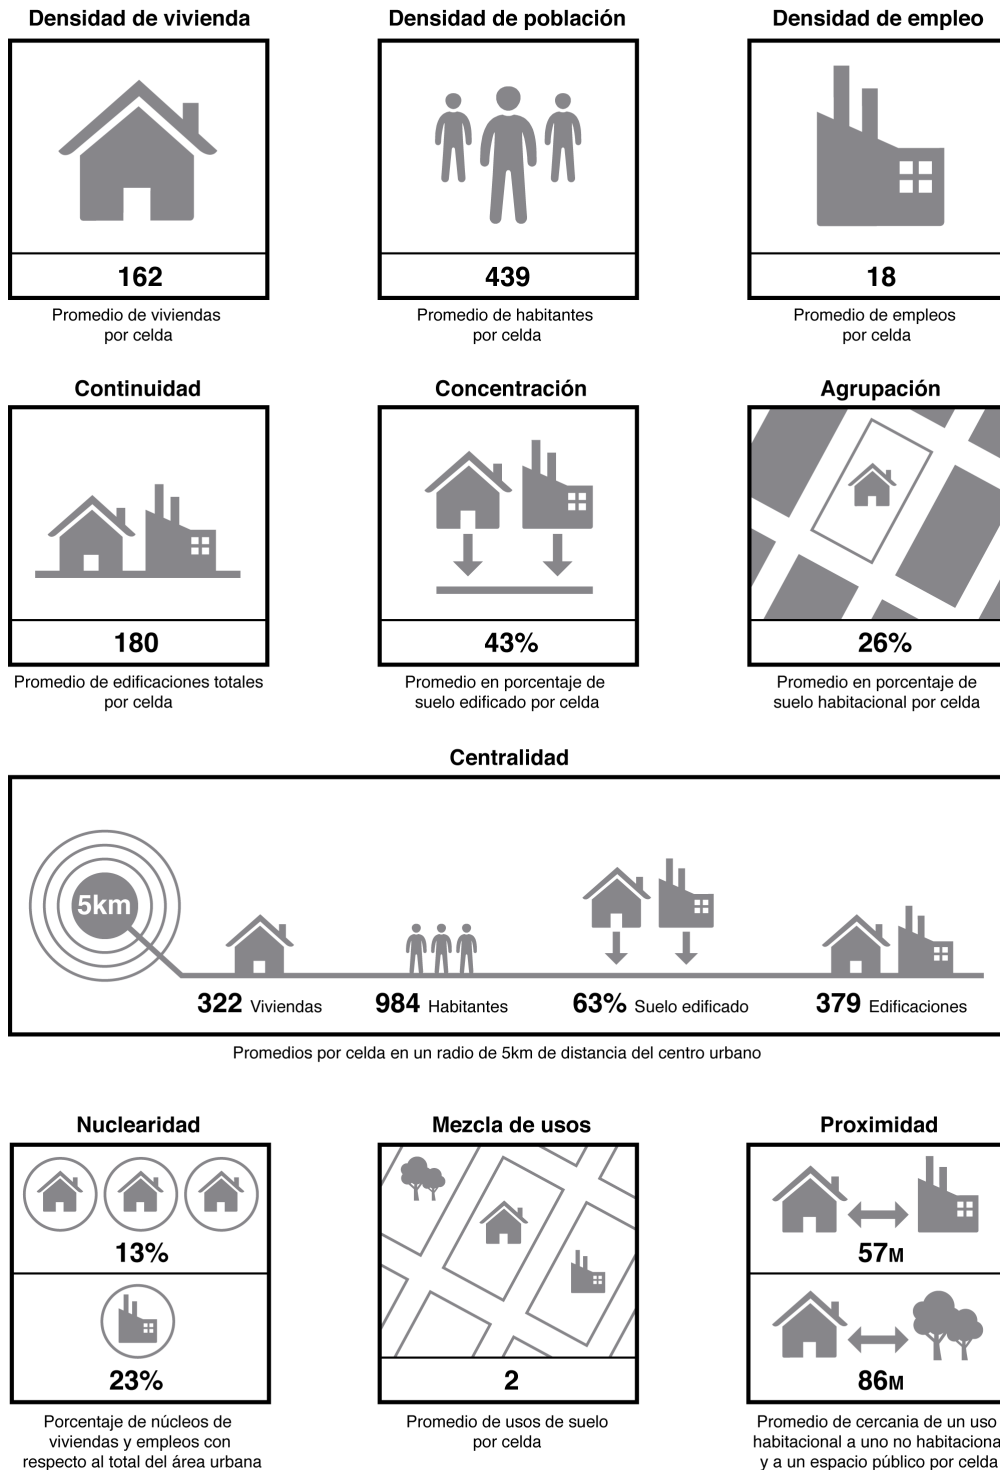 Densidad de vivienda
Densidad de población
Densidad de empleo
162
439
18
Promedio de viviendas
por celda
Promedio de habitantes
por celda
Promedio de empleos
por celda
Continuidad
Concentración
Agrupación
180
43%
26%
Promedio de edificaciones totales
por celda
Promedio en porcentaje de
suelo edificado por celda
Promedio en porcentaje de
suelo habitacional por celda
Centralidad
5km
322 Viviendas
984 Habitantes
63% Suelo edificado
379 Edificaciones
Promedios por celda en un radio de 5km de distancia del centro urbano
Nuclearidad
Mezcla de usos
Proximidad
13%
23%
2
57M
86M
Porcentaje de núcleos de
viviendas y empleos con
respecto al total del área urbana
Promedio de usos de suelo
por celda
Promedio de cercania de un uso
habitacional a uno no habitaciona
y a un espacio público por celda